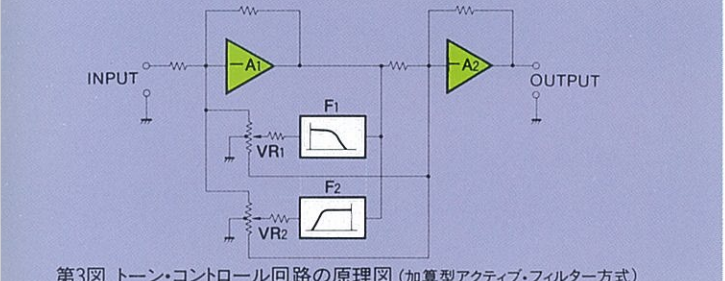 INPUT
−A1
−A2
OUTPUT
F1
VR1
F2
VR2
第3図 トーン・コントロール回路の原理図 (加算型アクティブ・フィルター方式)